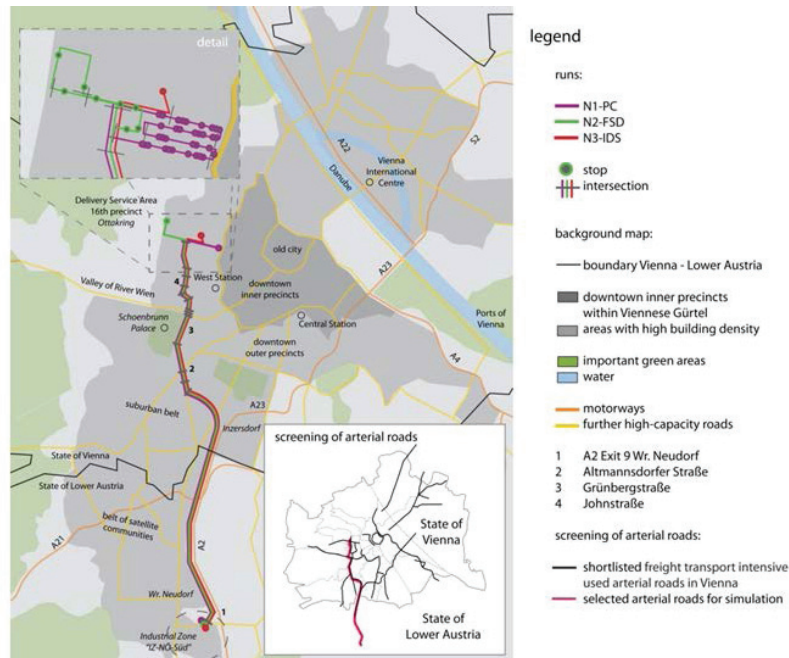 detail
Delivery Service Area
16th precinct
Ottakring
A22
Vienna
International
Centre
S2
Danube
old city
West Station
4
Valley of River Wien
downtown
inner precincts
A23
Schoenbrunn
Palace
3
Central Station
Ports of
Vienna
downtown
outer precincts
A4
2
suburban belt
A23
Inzersdorf
State of Vienna
State of Lower Austria
belt of satellite
communities
A21
A2
Wr. Neudorf
1
Industrial Zone
"IZ-NÖ-Süd"
screening of arterial roads
State of
Vienna
State of
Lower Austria
legend
runs:
N1-PC
N2-FSD
N3-IDS
stop
intersection
background map:
boundary Vienna - Lower Austria
downtown inner precincts
within Viennese Gürtel
areas with high building density
important green areas
water
motorways
further high-capacity roads
1 A2 Exit 9 Wr. Neudorf
2 Altmannsdorfer Straße
3 Grünbergstraße
4 Johnstraße
screening of arterial roads:
shortlisted freight transport intensive
used arterial roads in Vienna
selected arterial roads for simulation